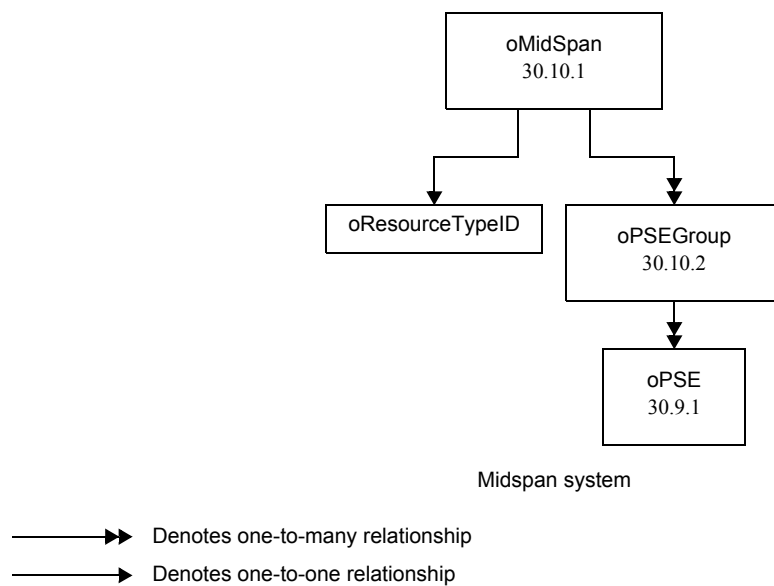 oMidSpan
30.10.1
oResourceTypeID
oPSEGroup
30.10.2
oPSE
30.9.1
Midspan system
Denotes one-to-many relationship
Denotes one-to-one relationship